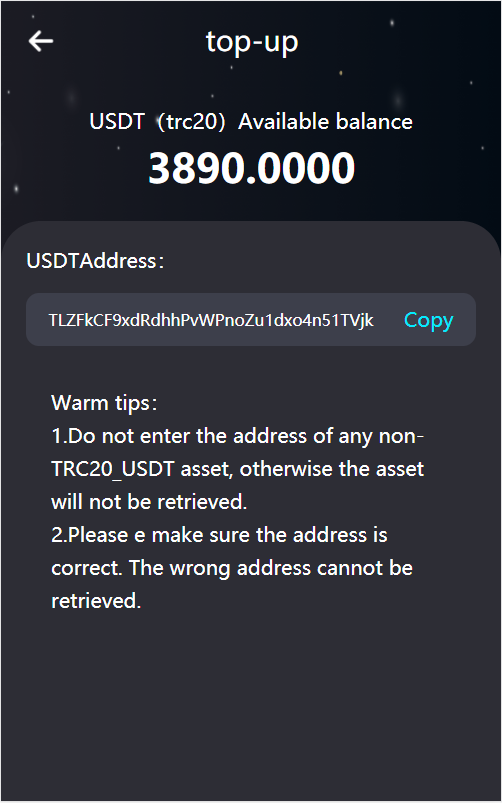 top-up
USDT（trc20）Available balance
3890.0000
USDTAddress：
TLZFkCF9xdRdhhPvWPnoZu1dxo4n51TVjk Copy
Warm tips：
1.Do not enter the address of any non-
TRC20_USDT asset, otherwise the asset
will not be retrieved.
2.Please e make sure the address is
correct. The wrong address cannot be
retrieved.